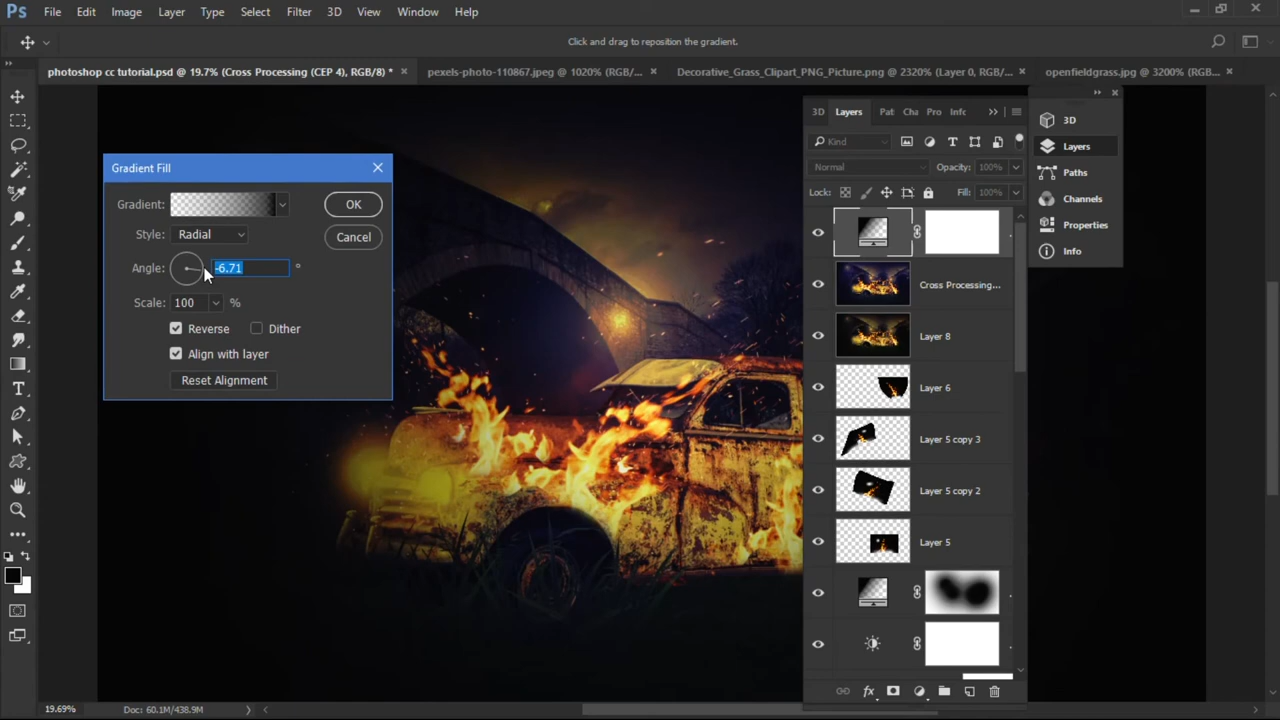 Ps File Edit Image Layer Type Select Filter 3D View Window Help
Click and drag to reposition the gradient.
photoshop cc tutorial.psd @ 19.7% (Cross Processing (CEP 4), RGB/8) *
pexels-photo-110867.jpeg @ 1020% (RGB/...
Decorative_Grass_Clipart_PNG_Picture.png @ 2320% (Layer 0, RGB/...
openfieldgrass.jpg @ 3200% (RGB...
Gradient Fill
Gradient:
OK
Style: Radial
Cancel
Angle: -6.71 °
Scale: 100 %
Reverse Dither
Align with layer
Reset Alignment
3D Layers Pat Cha Pro Infc
Kind
Normal Opacity: 100%
Lock: Fill: 100%
Cross Processing...
Layer 8
Layer 6
Layer 5 copy 3
Layer 5 copy 2
Layer 5
fx
3D
Layers
Paths
Channels
Properties
Info
19.69% Doc: 60.1M/438.9M